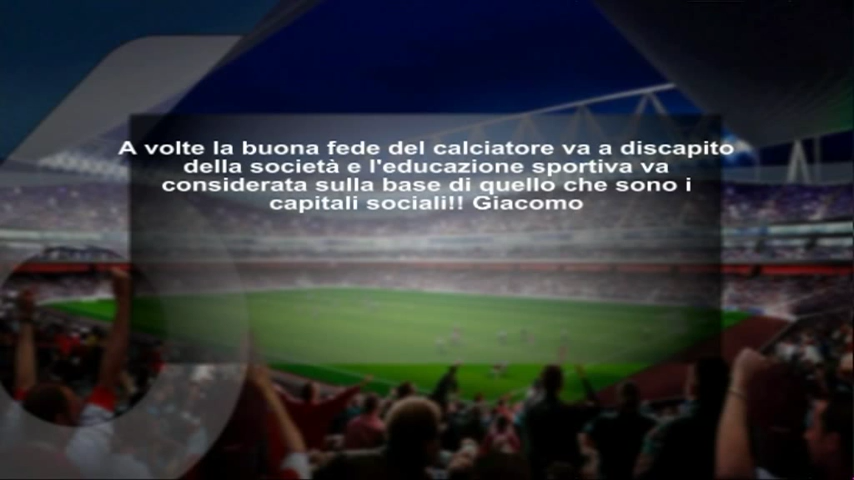 A volte la buona fede del calciatore va a discapito
della società e l'educazione sportiva va
considerata sulla base di quello che sono i
capitali sociali!! Giacomo